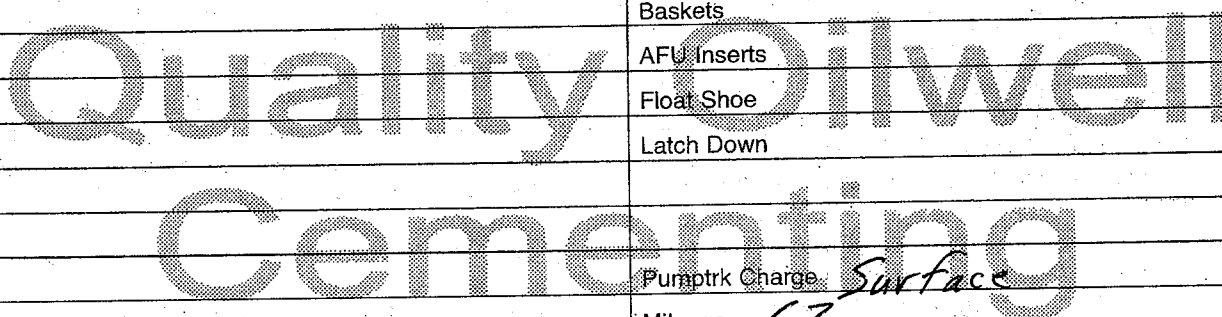 Baskets
Quality Oilwell
AFU Inserts
Float Shoe
Latch Down
Cementing
Pumptrk Charge Surface